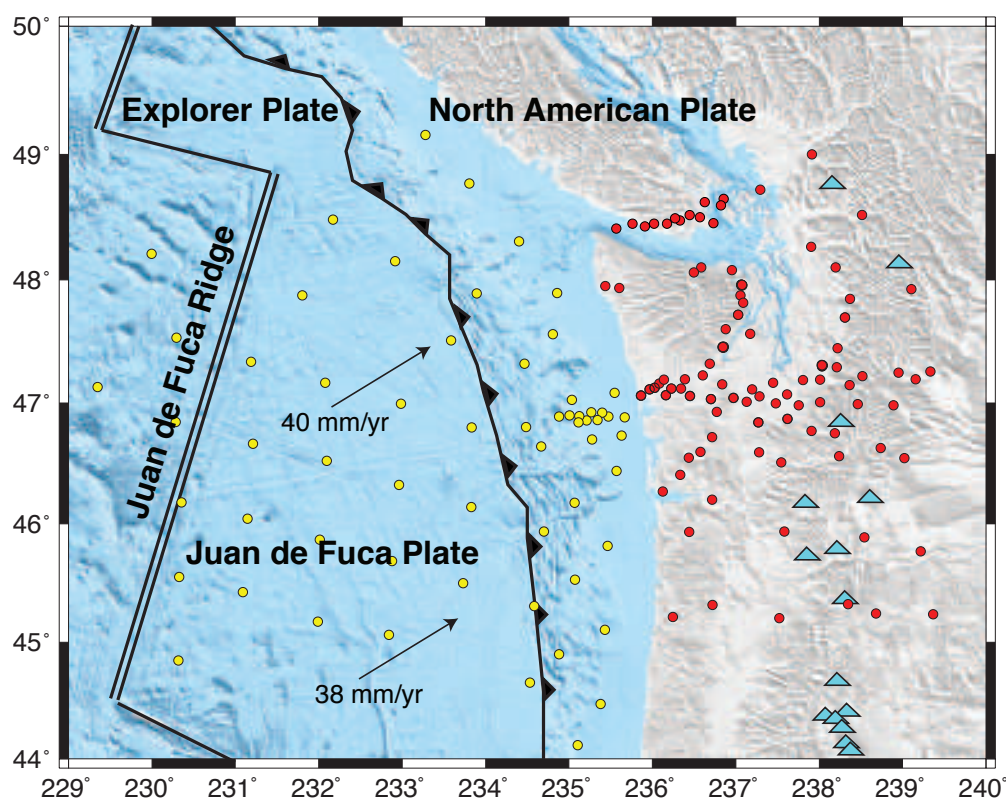 50°
49°
48°
47°
46°
45°
44°
Explorer Plate
North American Plate
Juan de Fuca Ridge
40 mm/yr
Juan de Fuca Plate
38 mm/yr
229° 230° 231° 232° 233° 234° 235° 236° 237° 238° 239° 240°